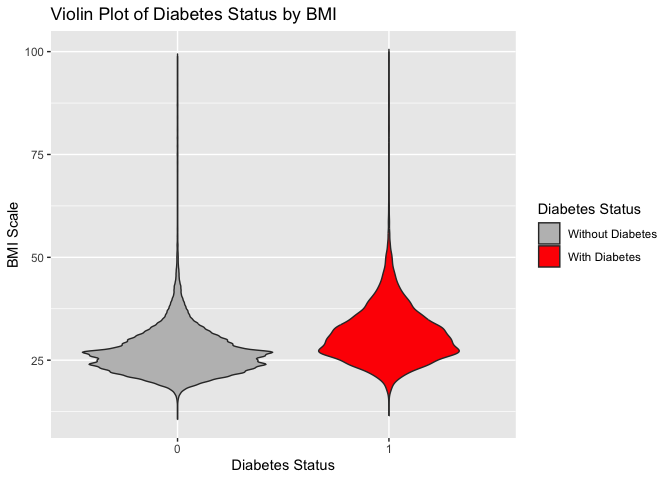 Violin Plot of Diabetes Status by BMI
100
75
50
25
BMI Scale
0
1
Diabetes Status
Diabetes Status
Without Diabetes
With Diabetes